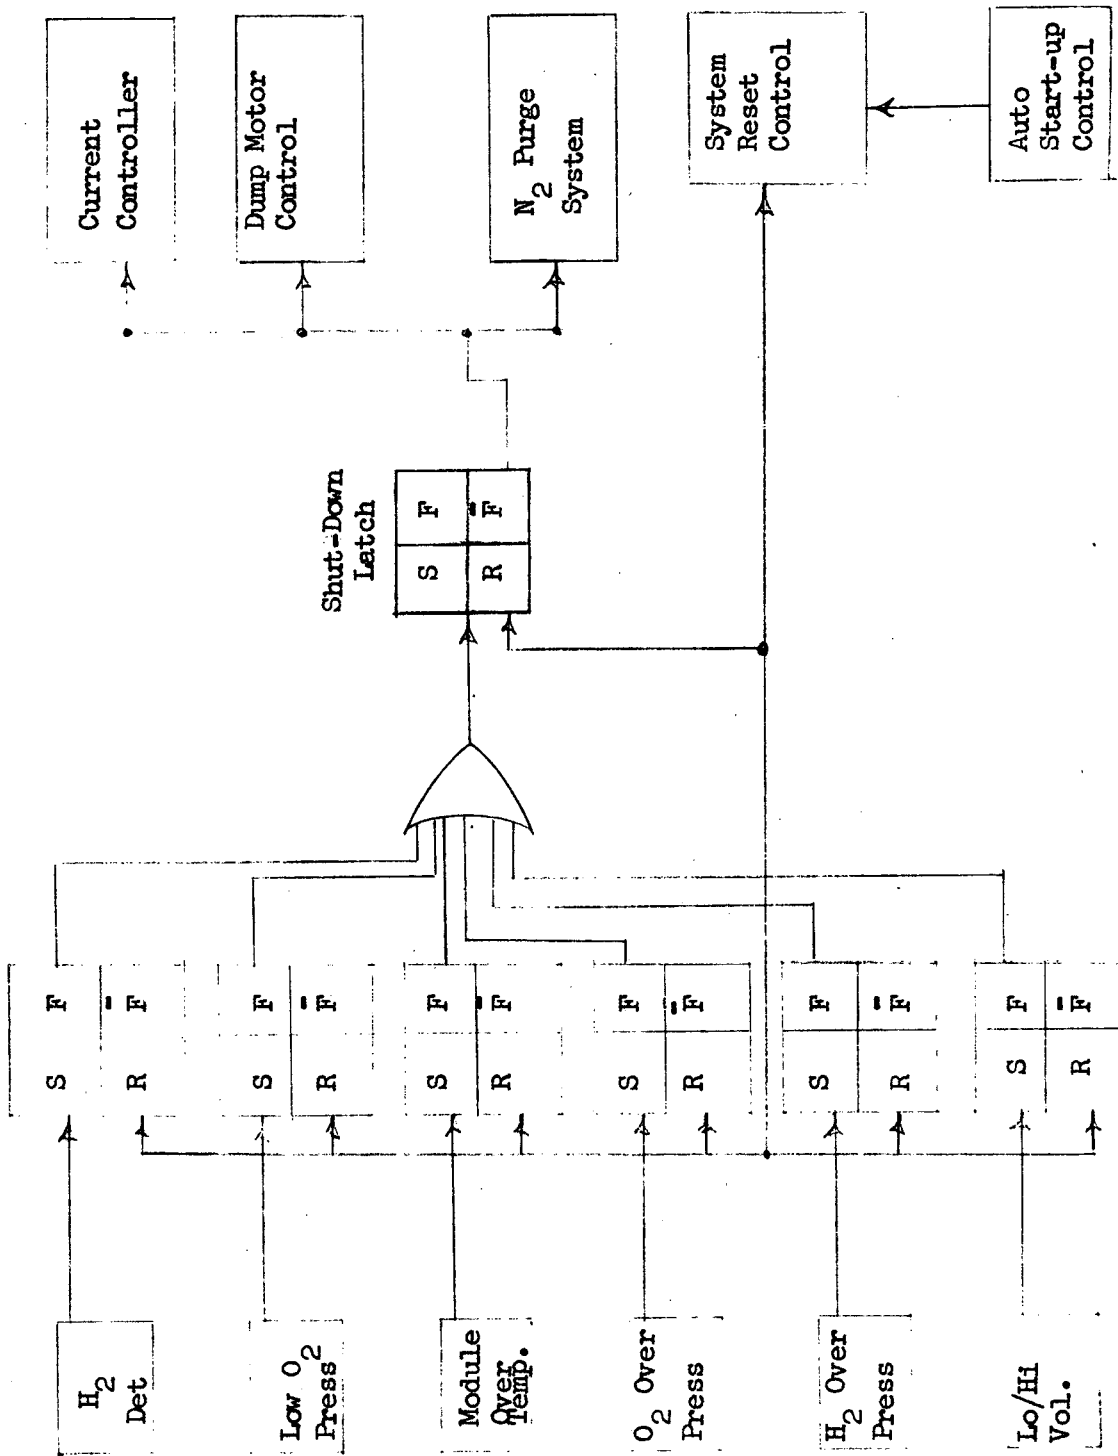 H2
Det
Low O2
Press
Module
Over
Temp.
O2 Over
Press
H2 Over
Press
Lo/Hi
Vol.
S F
R F̄
S F
R F̄
S F
R F̄
S F
R F̄
S F
R F̄
S F
R F̄
Shut-Down
Latch
S F
R F̄
Current
Controller
Dump Motor
Control
N2 Purge
System
System
Reset
Control
Auto
Start-up
Control